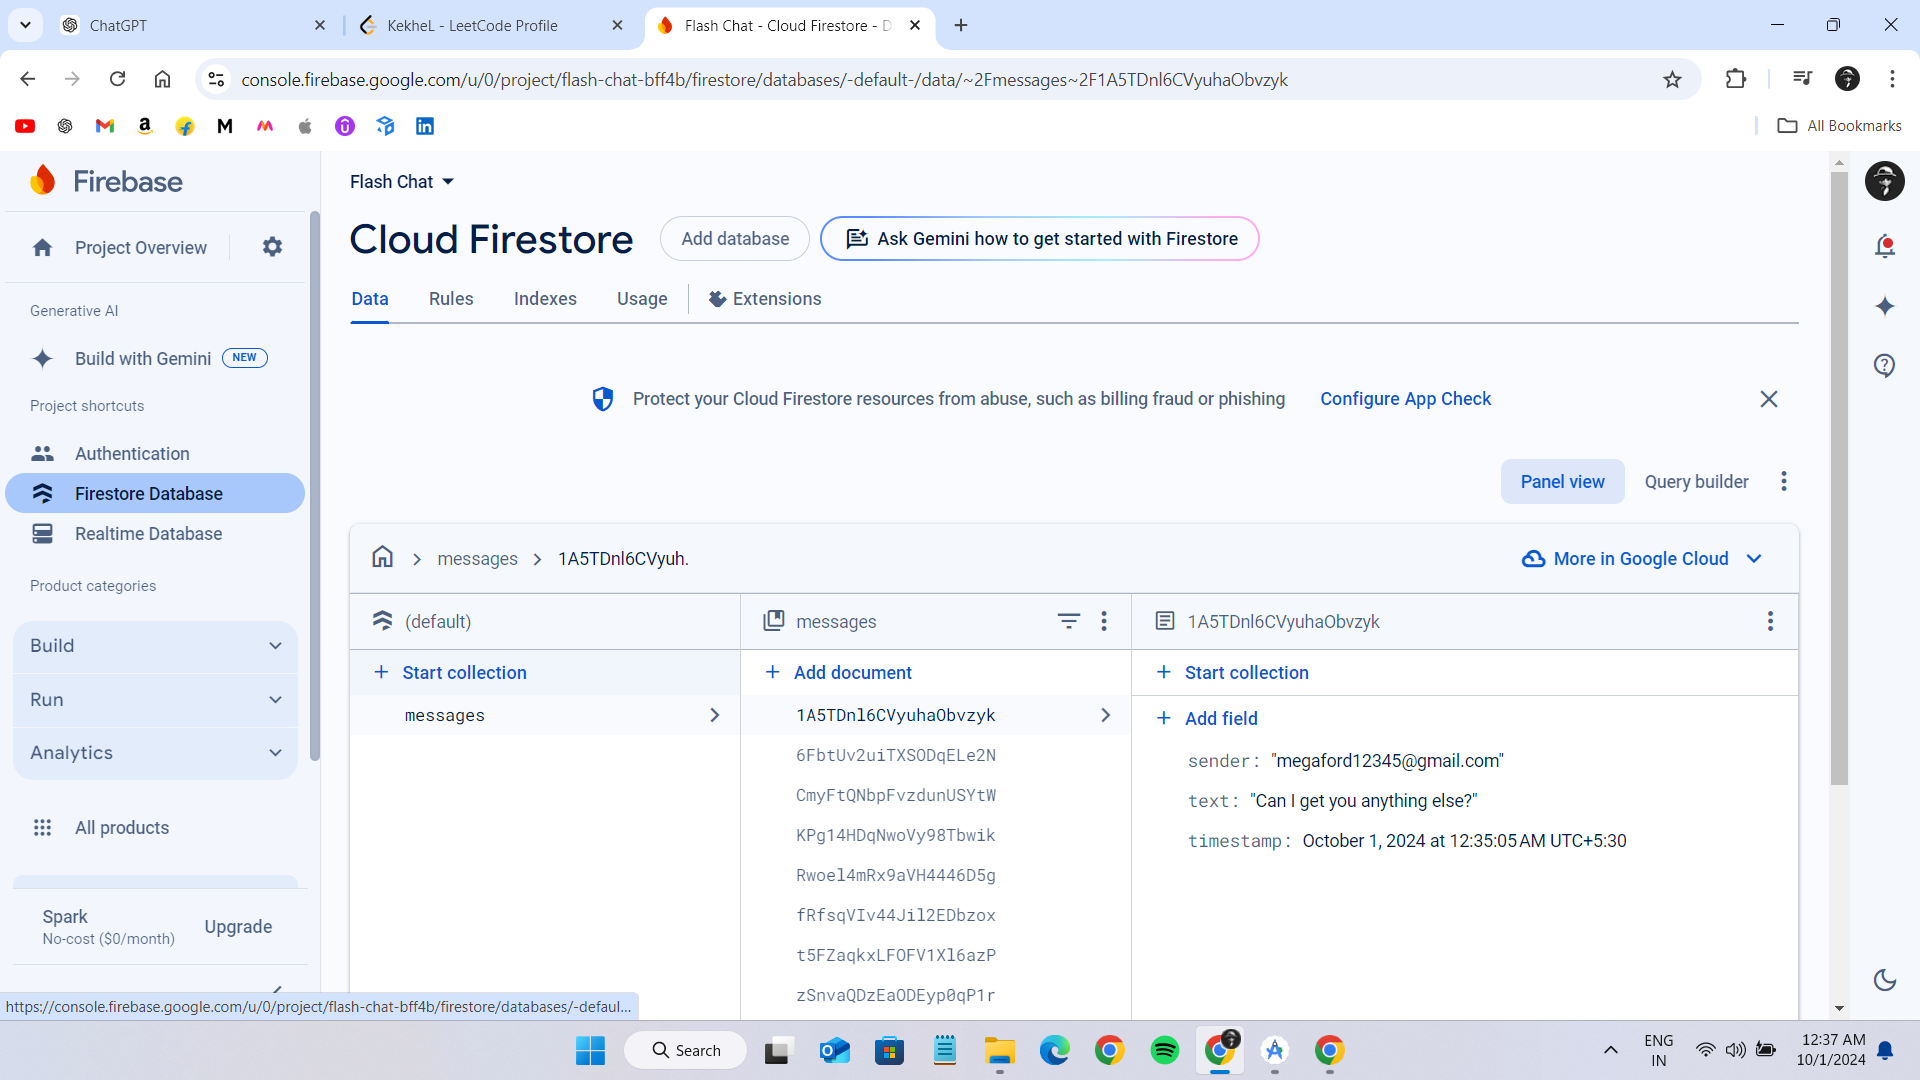 ChatGPT
KekheL - LeetCode Profile
Flash Chat - Cloud Firestore - D
console.firebase.google.com/u/0/project/flash-chat-bff4b/firestore/databases/-default-/data/~2Fmessages~2F1A5TDnl6CVyuhaObvzyk
All Bookmarks
Firebase
Project Overview
Generative AI
Build with Gemini NEW
Project shortcuts
Authentication
Firestore Database
Realtime Database
Product categories
Build
Run
Analytics
All products
Spark
No-cost ($0/month)
Upgrade
https://console.firebase.google.com/u/0/project/flash-chat-bff4b/firestore/databases/-defaul...
Flash Chat
Cloud Firestore
Add database
Ask Gemini how to get started with Firestore
Data
Rules
Indexes
Usage
Extensions
Protect your Cloud Firestore resources from abuse, such as billing fraud or phishing
Configure App Check
Panel view
Query builder
messages
1A5TDnl6CVyuh.
More in Google Cloud
(default)
Start collection
messages
messages
Add document
1A5TDnl6CVyuhaObvzyk
6FbtUv2uiTXSODqELe2N
CmyFtQNbpFvzdunUSYtW
KPg14HDqNwoVy98Tbwik
Rwoel4mRx9aVH4446D5g
fRfsqVIv44Jil2EDbzox
t5FZaqkxLFOFV1Xl6azP
zSnvaQDzEaODEyp0qP1r
1A5TDnl6CVyuhaObvzyk
Start collection
Add field
sender: "megaford12345@gmail.com"
text: "Can I get you anything else?"
timestamp: October 1, 2024 at 12:35:05 AM UTC+5:30
Search
ENG
IN
12:37 AM
10/1/2024